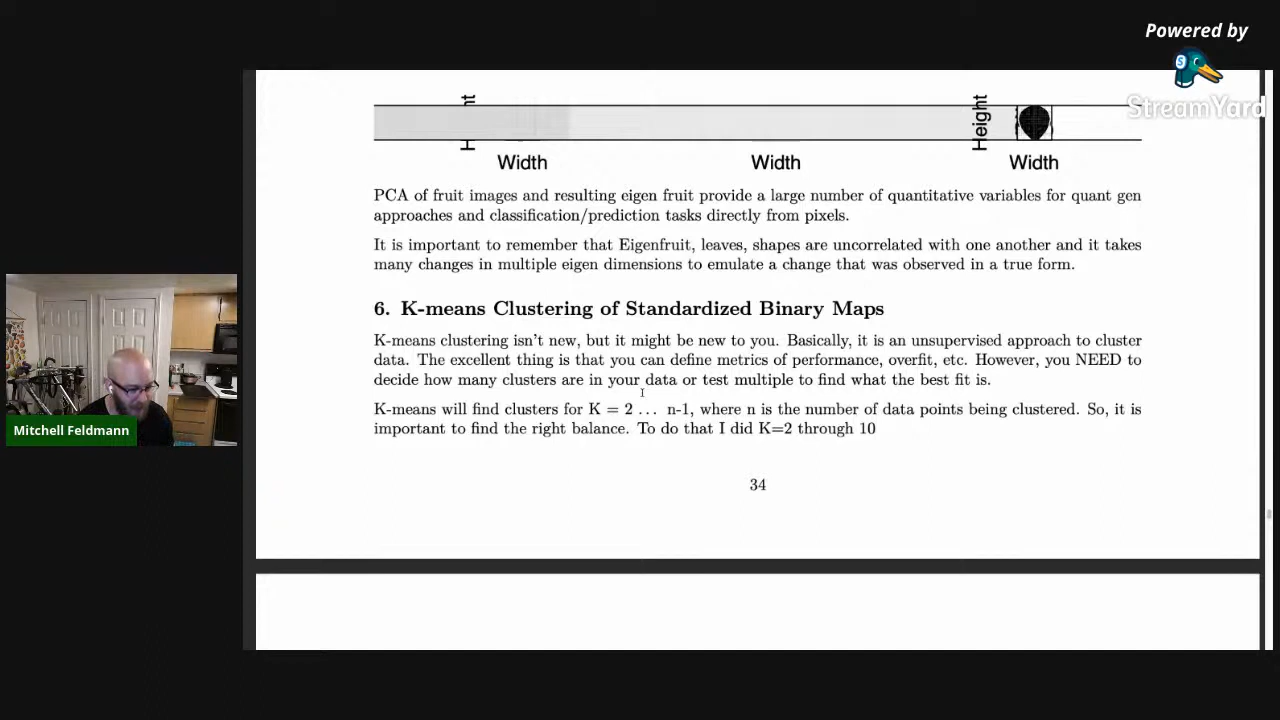 Powered by
StreamYard
Height
Width
Width
Width
PCA of fruit images and resulting eigen fruit provide a large number of quantitative variables for quant gen
approaches and classification/prediction tasks directly from pixels.
It is important to remember that Eigenfruit, leaves, shapes are uncorrelated with one another and it takes
many changes in multiple eigen dimensions to emulate a change that was observed in a true form.
6. K-means Clustering of Standardized Binary Maps
K-means clustering isn't new, but it might be new to you. Basically, it is an unsupervised approach to cluster
data. The excellent thing is that you can define metrics of performance, overfit, etc. However, you NEED to
decide how many clusters are in your data or test multiple to find what the best fit is.
K-means will find clusters for K = 2 ... n-1, where n is the number of data points being clustered. So, it is
important to find the right balance. To do that I did K=2 through 10
Mitchell Feldmann
34